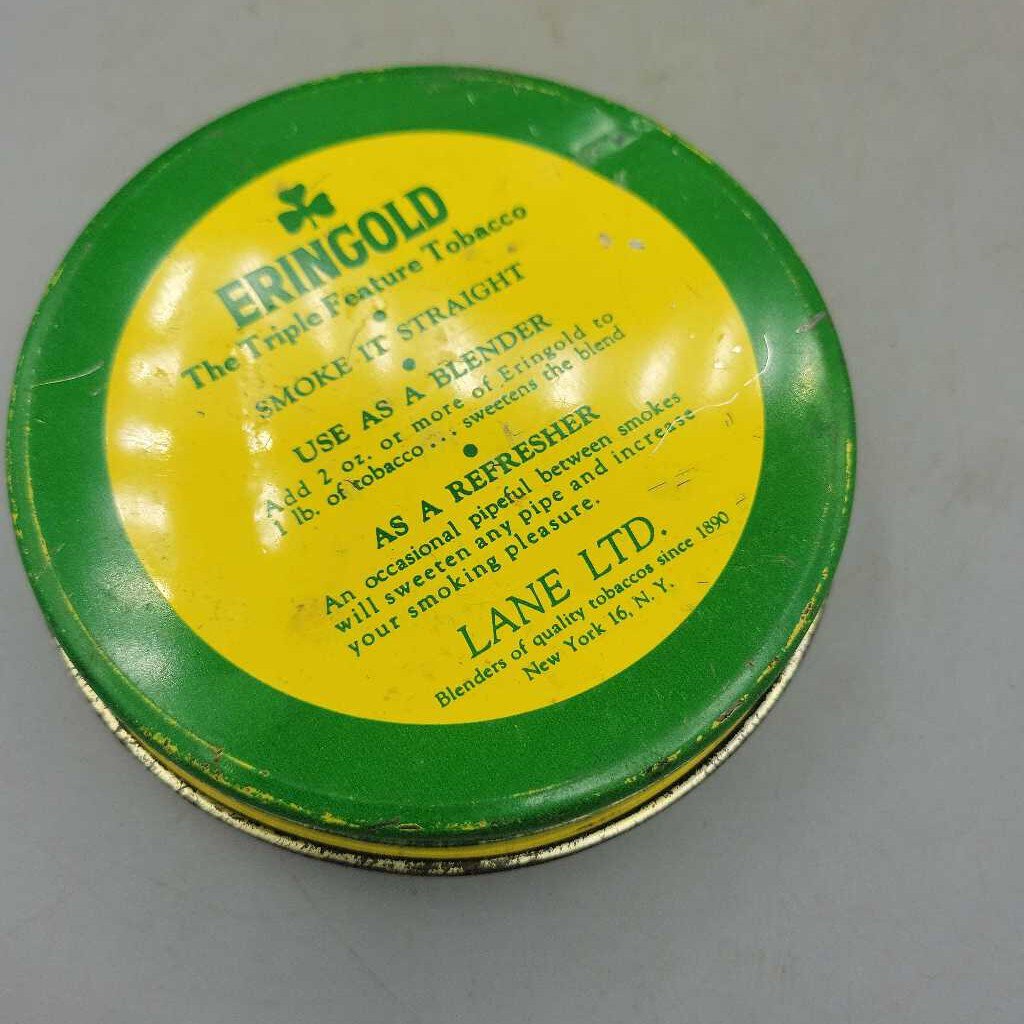 ERINGOLD
The Triple Feature Tobacco
SMOKE IT STRAIGHT
USE AS A BLENDER
Add 2 oz. or more of Eringold to
1 lb. of tobacco... sweetens the blend
AS A REFRESHER
An occasional pipeful between smokes
will sweeten any pipe and increase
your smoking pleasure.
LANE LTD.
Blenders of quality tobaccos since 1890
New York 16, N. Y.